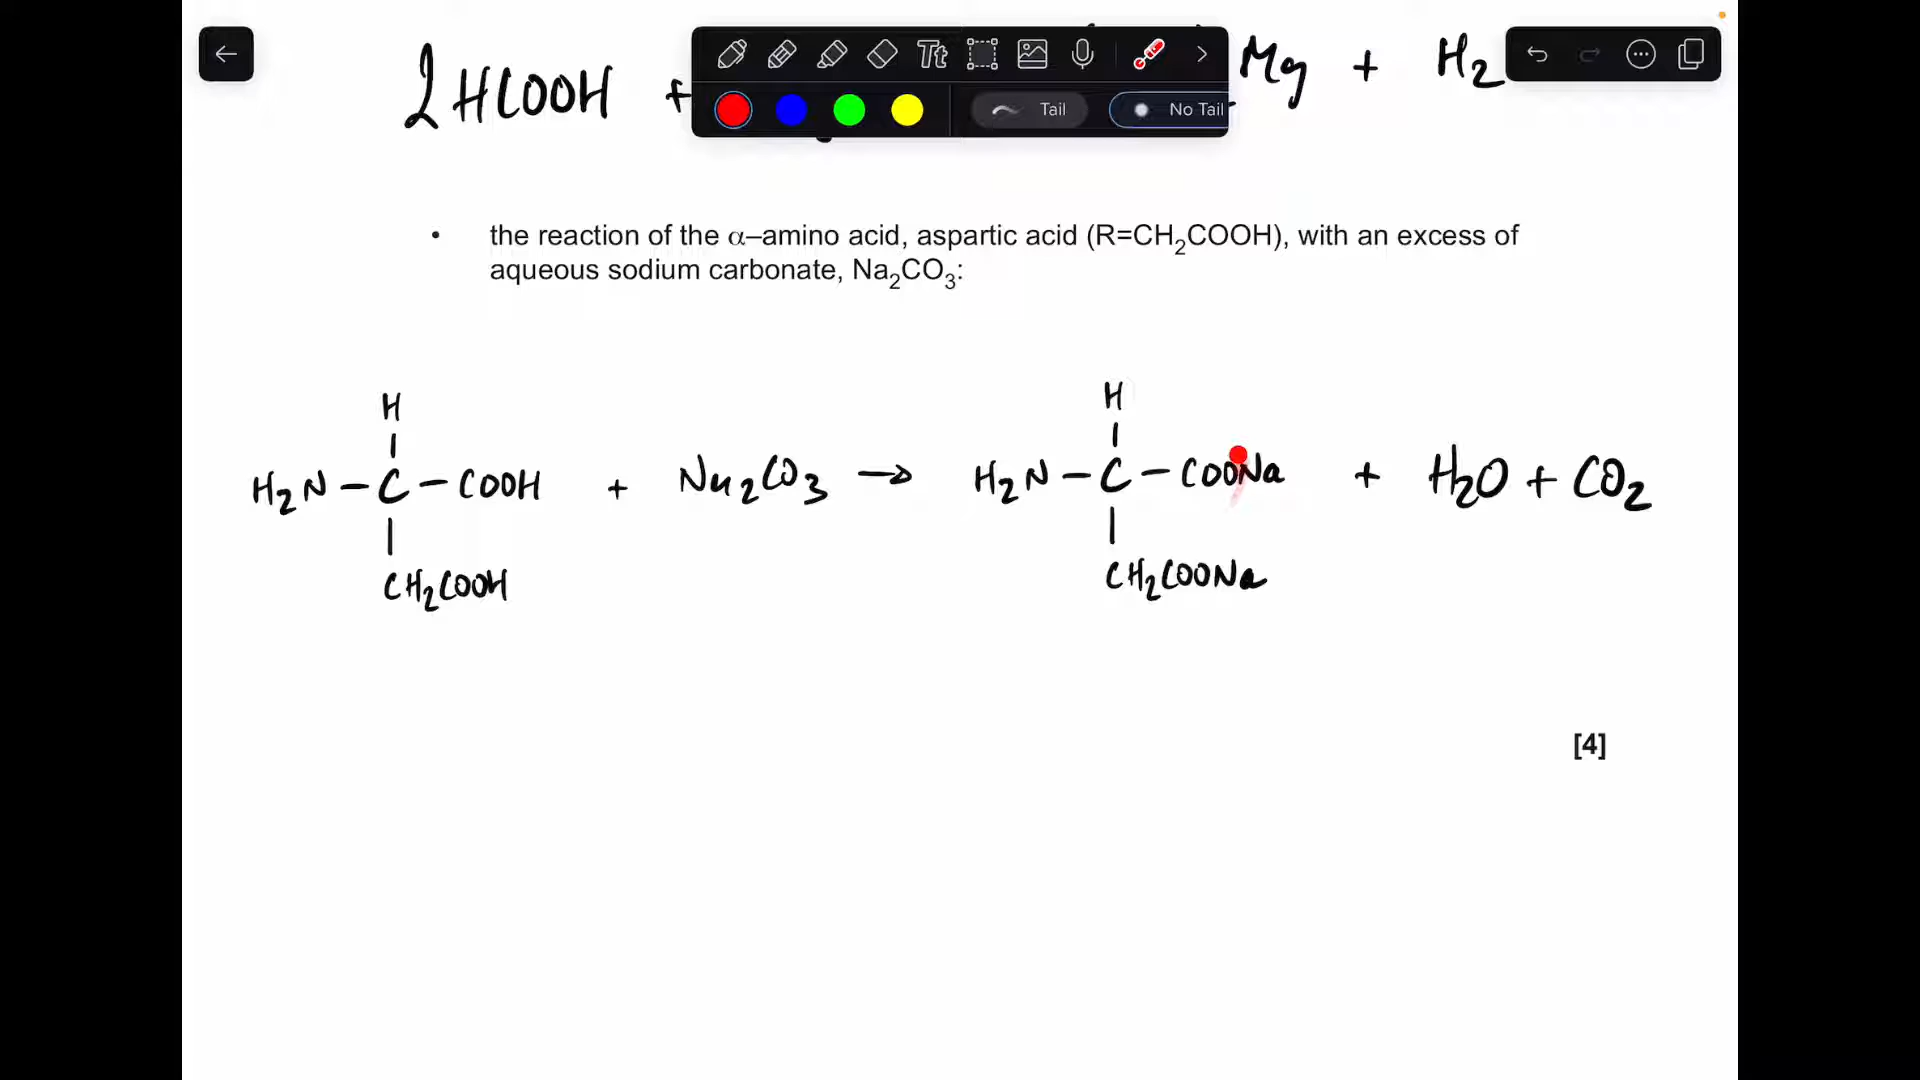 2HCOOH + Mg + H2
Tt
Tail No Tail
• the reaction of the α–amino acid, aspartic acid (R=CH2COOH), with an excess of
aqueous sodium carbonate, Na2CO3:
H H
H2N – C – COOH + Na2CO3 → H2N – C – COONa + H2O + CO2
CH2COOH CH2COONa
[4]